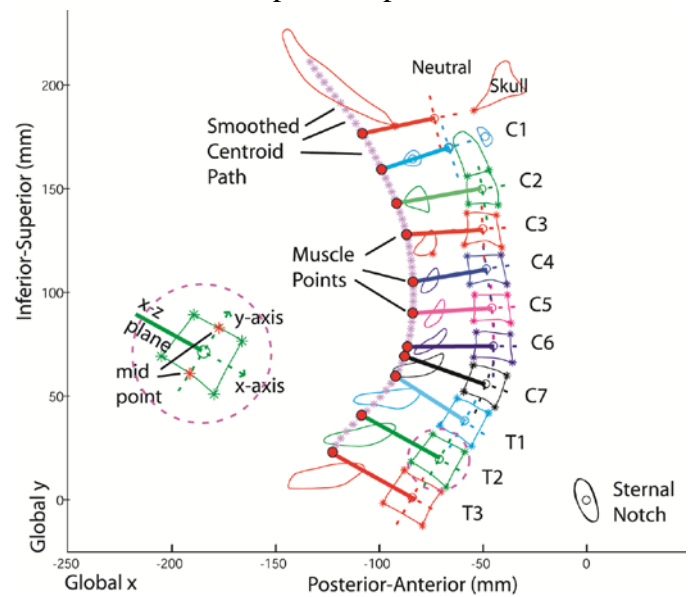 Neutral
Skull
Smoothed
Centroid
Path
C1
C2
C3
Muscle
Points
C4
C5
C6
C7
T1
T2
T3
x-z
plane
y-axis
x-axis
mid
point
Sternal
Notch
Inferior-Superior (mm)
Global y
200
150
100
50
0
-250
-200
-150
-100
-50
0
Global x
Posterior-Anterior (mm)